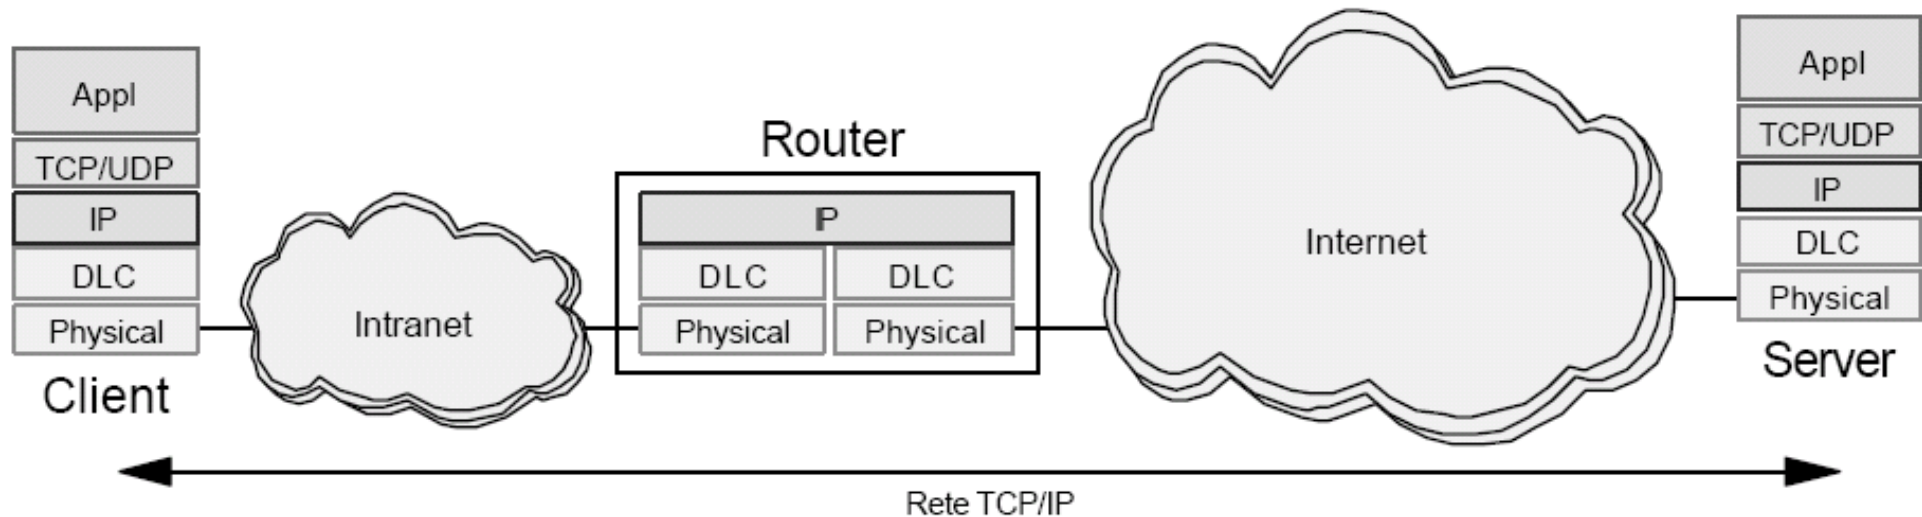 Appl
TCP/UDP
IP
DLC
Physical
Client
Intranet
Router
IP
DLC DLC
Physical Physical
Internet
Appl
TCP/UDP
IP
DLC
Physical
Server
Rete TCP/IP